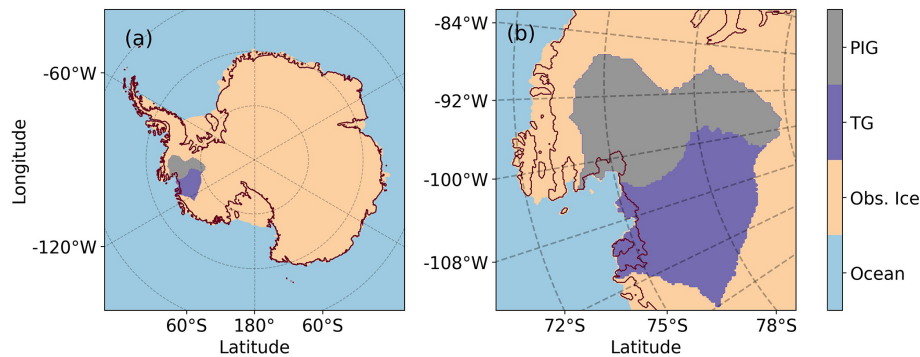 (a)
-60°W
-120°W
Longitude
60°S 180° 60°S
Latitude
(b)
-84°W
-92°W
-100°W
-108°W
72°S 75°S 78°S
Latitude
PIG
TG
Obs. Ice
Ocean